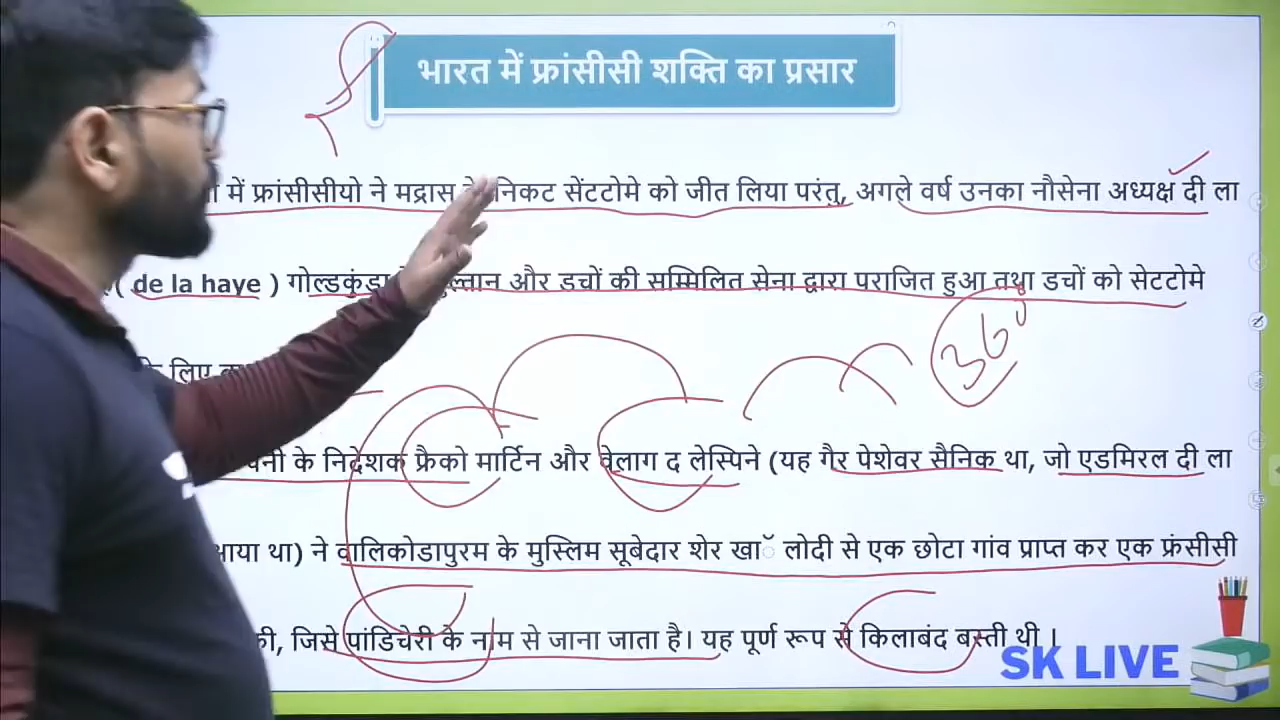 भारत में फ्रांसीसी शक्ति का प्रसार
में फ्रांसीसीयो ने मद्रास निकट सेंटटोमे को जीत लिया परंतु, अगले वर्ष उनका नौसेना अध्यक्ष दी ला
( de la haye ) गोल्डकुंडा और डचों की सम्मिलित सेना द्वारा पराजित हुआ तथा डचों को सेटटोमे
के लिए
36
के निदेशक फ्रैको मार्टिन और वेलाग द लेस्पिने (यह गैर पेशेवर सैनिक था, जो एडमिरल दी ला
आया था) ने वालिकोडापुरम के मुस्लिम सूबेदार शेर खाॅ लोदी से एक छोटा गांव प्राप्त कर एक फ्रंसीसी
की, जिसे पांडिचेरी के नाम से जाना जाता है। यह पूर्ण रूप से किलाबंद बस्ती थी ।
SK LIVE